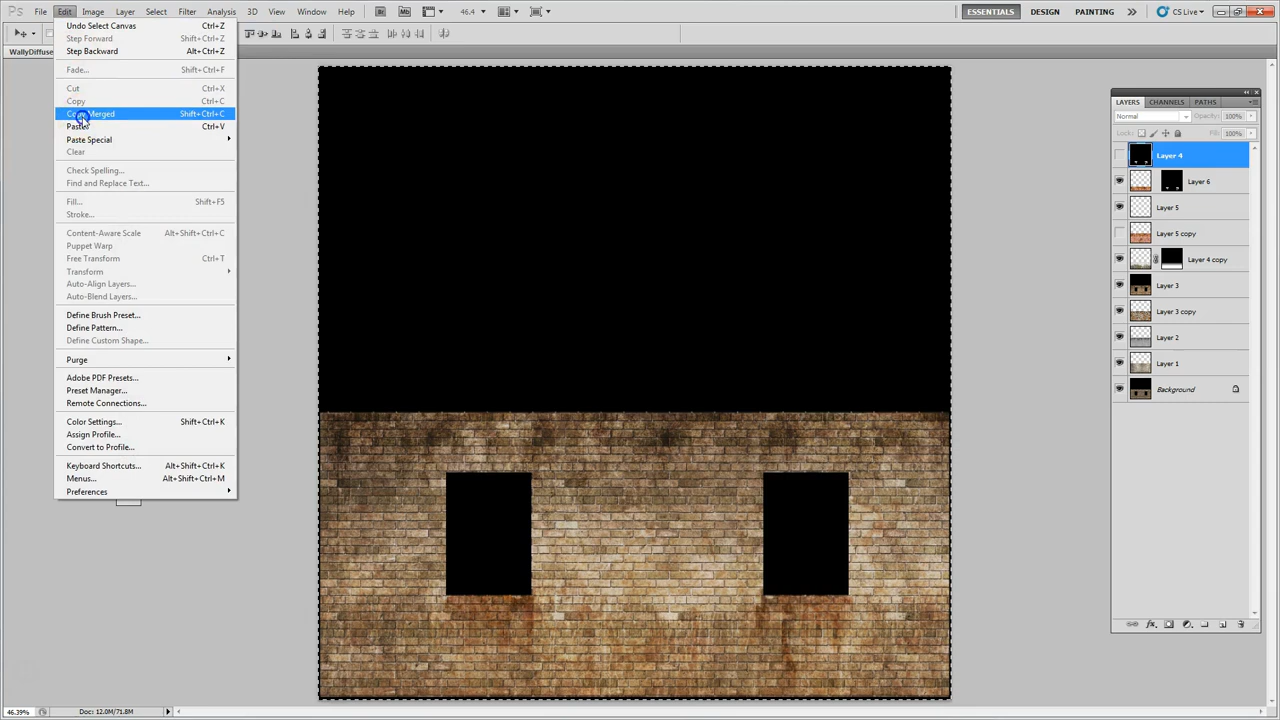 Ps File Edit Image Layer Select Filter Analysis 3D View Window Help Br Mb 46.4 ESSENTIALS DESIGN PAINTING CS Live
WallyDiffuse
Undo Select Canvas Ctrl+Z
Step Forward Shift+Ctrl+Z
Step Backward Alt+Ctrl+Z
Fade... Shift+Ctrl+F
Cut Ctrl+X
Copy Ctrl+C
Copy Merged Shift+Ctrl+C
Paste Ctrl+V
Paste Special
Clear
Check Spelling...
Find and Replace Text...
Fill... Shift+F5
Stroke...
Content-Aware Scale Alt+Shift+Ctrl+C
Puppet Warp
Free Transform Ctrl+T
Transform
Auto-Align Layers...
Auto-Blend Layers...
Define Brush Preset...
Define Pattern...
Define Custom Shape...
Purge
Adobe PDF Presets...
Preset Manager...
Remote Connections...
Color Settings... Shift+Ctrl+K
Assign Profile...
Convert to Profile...
Keyboard Shortcuts... Alt+Shift+Ctrl+K
Menus... Alt+Shift+Ctrl+M
Preferences
LAYERS CHANNELS PATHS
Normal Opacity: 100%
Lock: Fill: 100%
Layer 4
Layer 6
Layer 5
Layer 5 copy
Layer 4 copy
Layer 3
Layer 3 copy
Layer 2
Layer 1
Background
46.39% Doc: 12.0M/71.8M